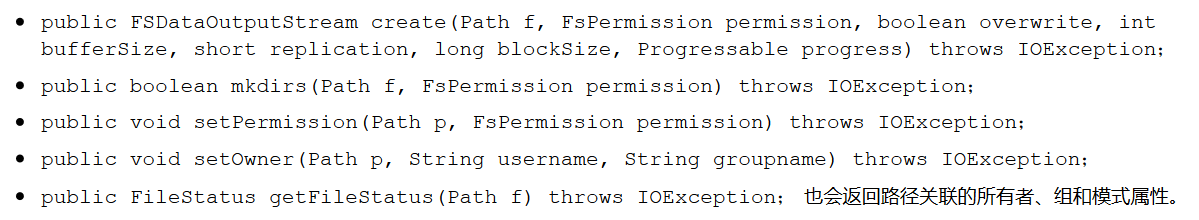 • public FSDataOutputStream create(Path f, FsPermission permission, boolean overwrite, int
bufferSize, short replication, long blockSize, Progressable progress) throws IOException;
• public boolean mkdirs(Path f, FsPermission permission) throws IOException;
• public void setPermission(Path p, FsPermission permission) throws IOException;
• public void setOwner(Path p, String username, String groupname) throws IOException;
• public FileStatus getFileStatus(Path f) throws IOException; 也会返回路径关联的所有者、组和模式属性。